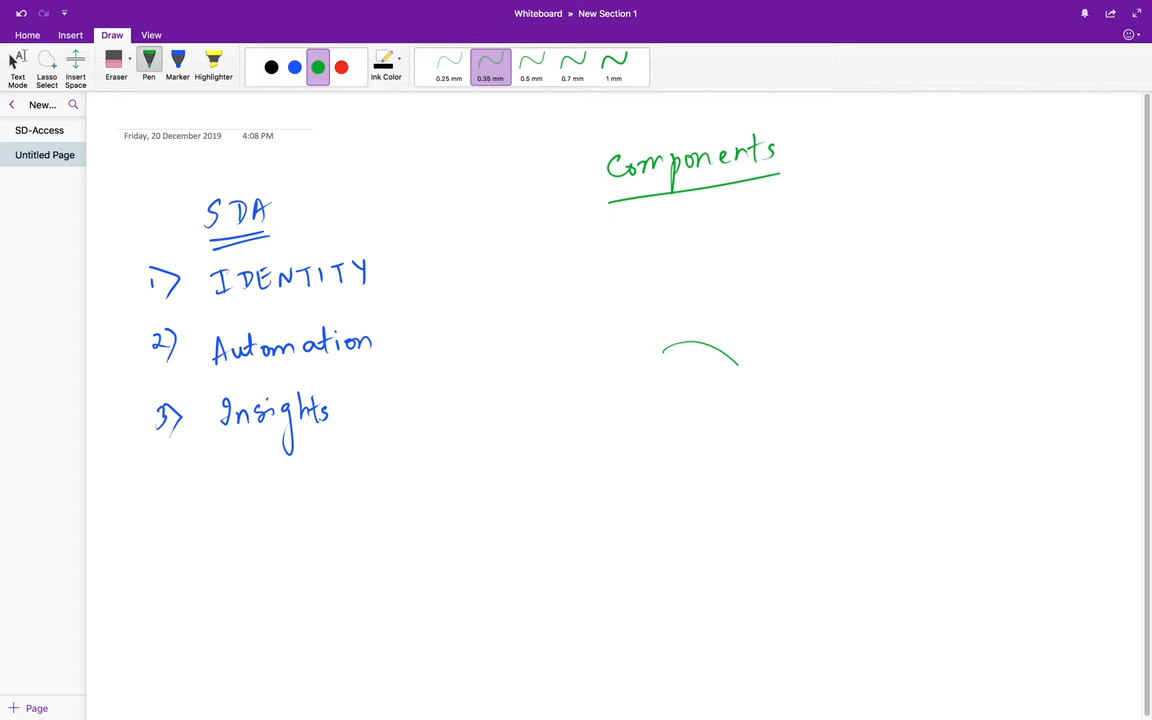 Whiteboard » New Section 1
Home Insert Draw View
Text Mode
Lasso Select
Insert Space
Eraser
Pen
Marker
Highlighter
Ink Color
0.25 mm
0.35 mm
0.5 mm
0.7 mm
1 mm
New...
SD-Access
Untitled Page
Friday, 20 December 2019 4:08 PM
Components
SDA
1) IDENTITY
2) Automation
3) Insights
+ Page